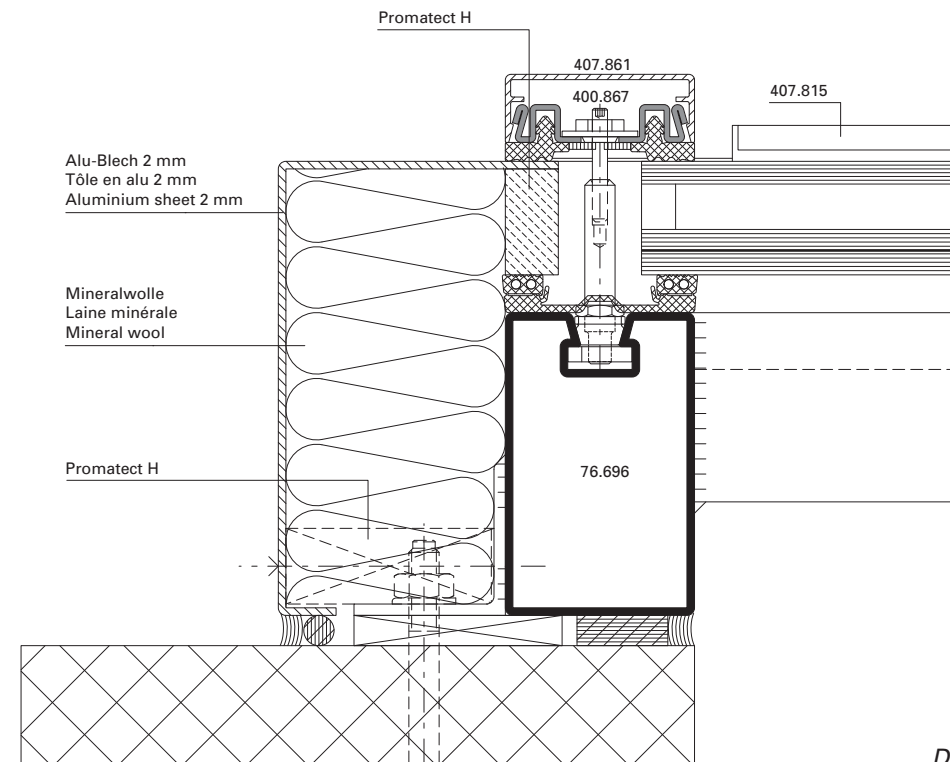 Promatect H
407.861
400.867
407.815
Alu-Blech 2 mm
Tôle en alu 2 mm
Aluminium sheet 2 mm
Mineralwolle
Laine minérale
Mineral wool
Promatect H
76.696
D